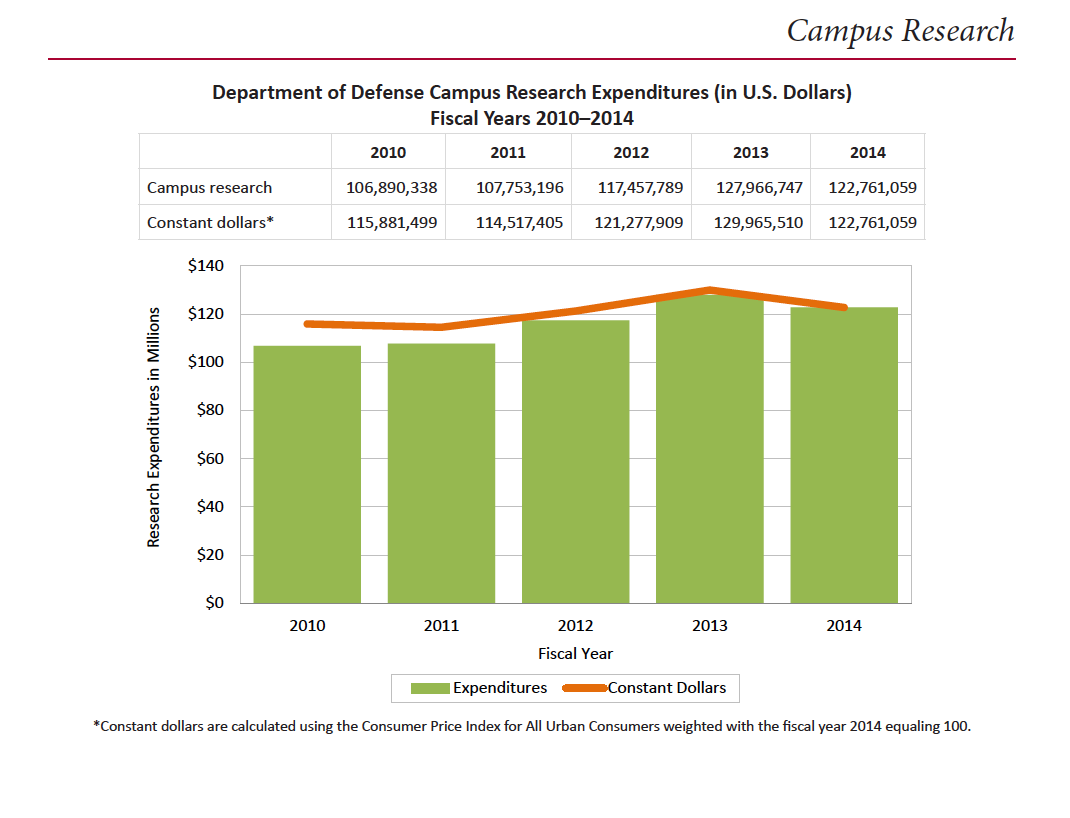 Campus Research
Department of Defense Campus Research Expenditures (in U.S. Dollars)
Fiscal Years 2010–2014
2010 2011 2012 2013 2014
Campus research 106,890,338 107,753,196 117,457,789 127,966,747 122,761,059
Constant dollars* 115,881,499 114,517,405 121,277,909 129,965,510 122,761,059
Research Expenditures in Millions
$140
$120
$100
$80
$60
$40
$20
$0
2010 2011 2012 2013 2014
Fiscal Year
Expenditures Constant Dollars
*Constant dollars are calculated using the Consumer Price Index for All Urban Consumers weighted with the fiscal year 2014 equaling 100.